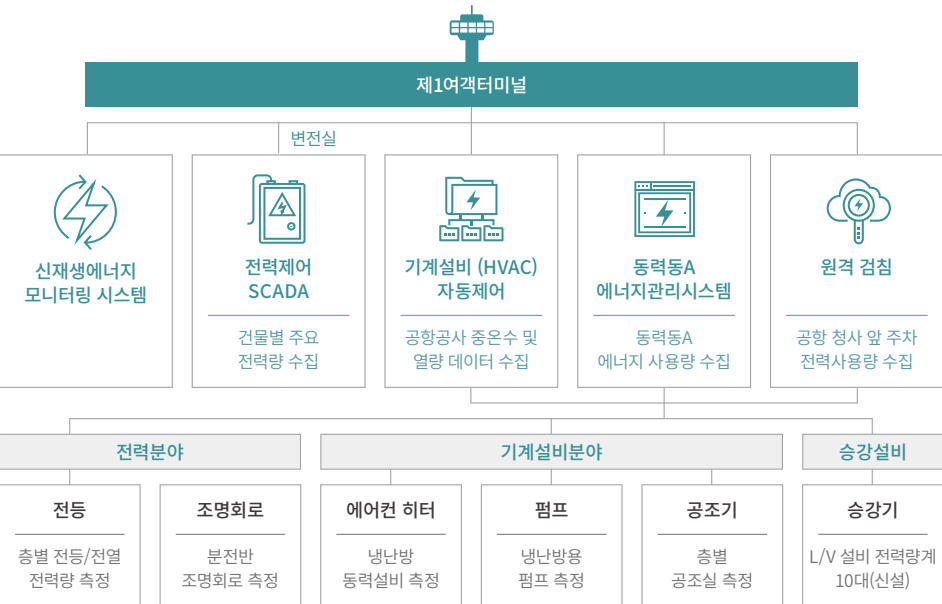 제1여객터미널
변전실
신재생에너지
모니터링 시스템
전력제어
SCADA
건물별 주요
전력량 수집
기계설비 (HVAC)
자동제어
공항공사 중온수 및
열량 데이터 수집
동력동A
에너지관리시스템
동력동A
에너지 사용량 수집
원격 검침
공항 청사 앞 주차
전력사용량 수집
전력분야
기계설비분야
승강설비
전등
층별 전등/전열
전력량 측정
조명회로
분전반
조명회로 측정
에어컨 히터
냉난방
동력설비 측정
펌프
냉난방용
펌프 측정
공조기
층별
공조실 측정
승강기
L/V 설비 전력량계
10대(신설)